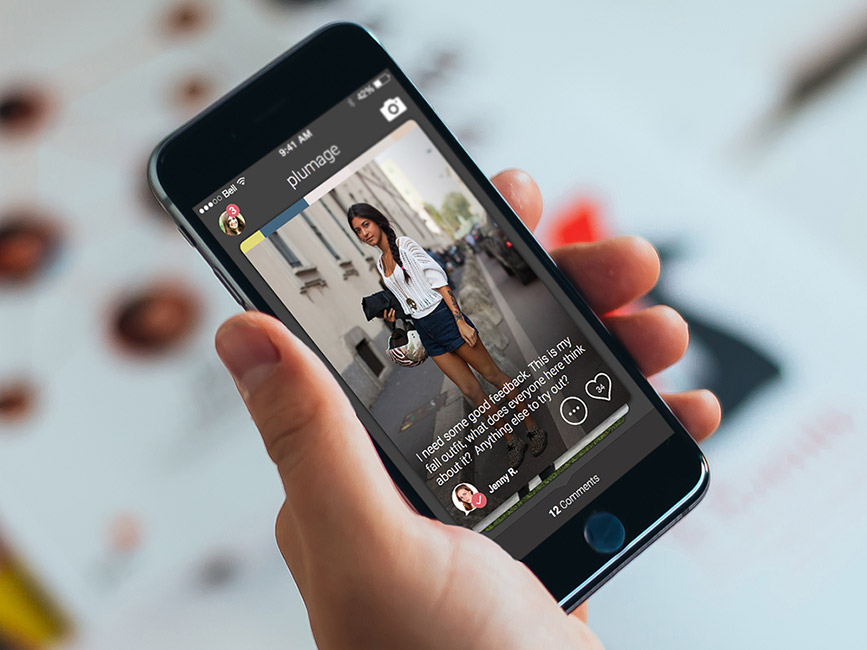 Bell
9:41 AM
42%
3
plumage
I need some good feedback. This is my
fall outfit, what does everyone here think
about it? Anything else to try out?
34
Jenny R.
12 Comments